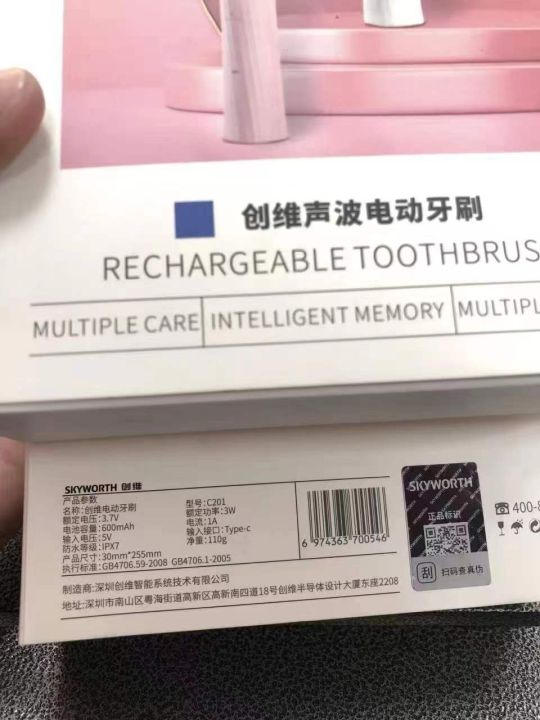 创维声波电动牙刷
RECHARGEABLE TOOTHBRUS
MULTIPLE CARE INTELLIGENT MEMORY MULTIPL
SKYWORTH 创维
产品参数
名称:创维电动牙刷 型号:C201
额定电压:3.7V 额定功率:3W
电池容量:600mAh 电流:1A
输入电压:5V 输入接口:Type-c
防水等级:IPX7 净重:110g
产品尺寸:30mm*255mm
执行标准:GB4706.59-2008 GB4706.1-2005
6 974363 700546
制造商:深圳创维智能系统技术有限公司
地址:深圳市南山区粤海街道高新区高新南四道18号创维半导体设计大厦东座2208
SKYWORTH
正品标识
刮 扫码查真伪
400-8